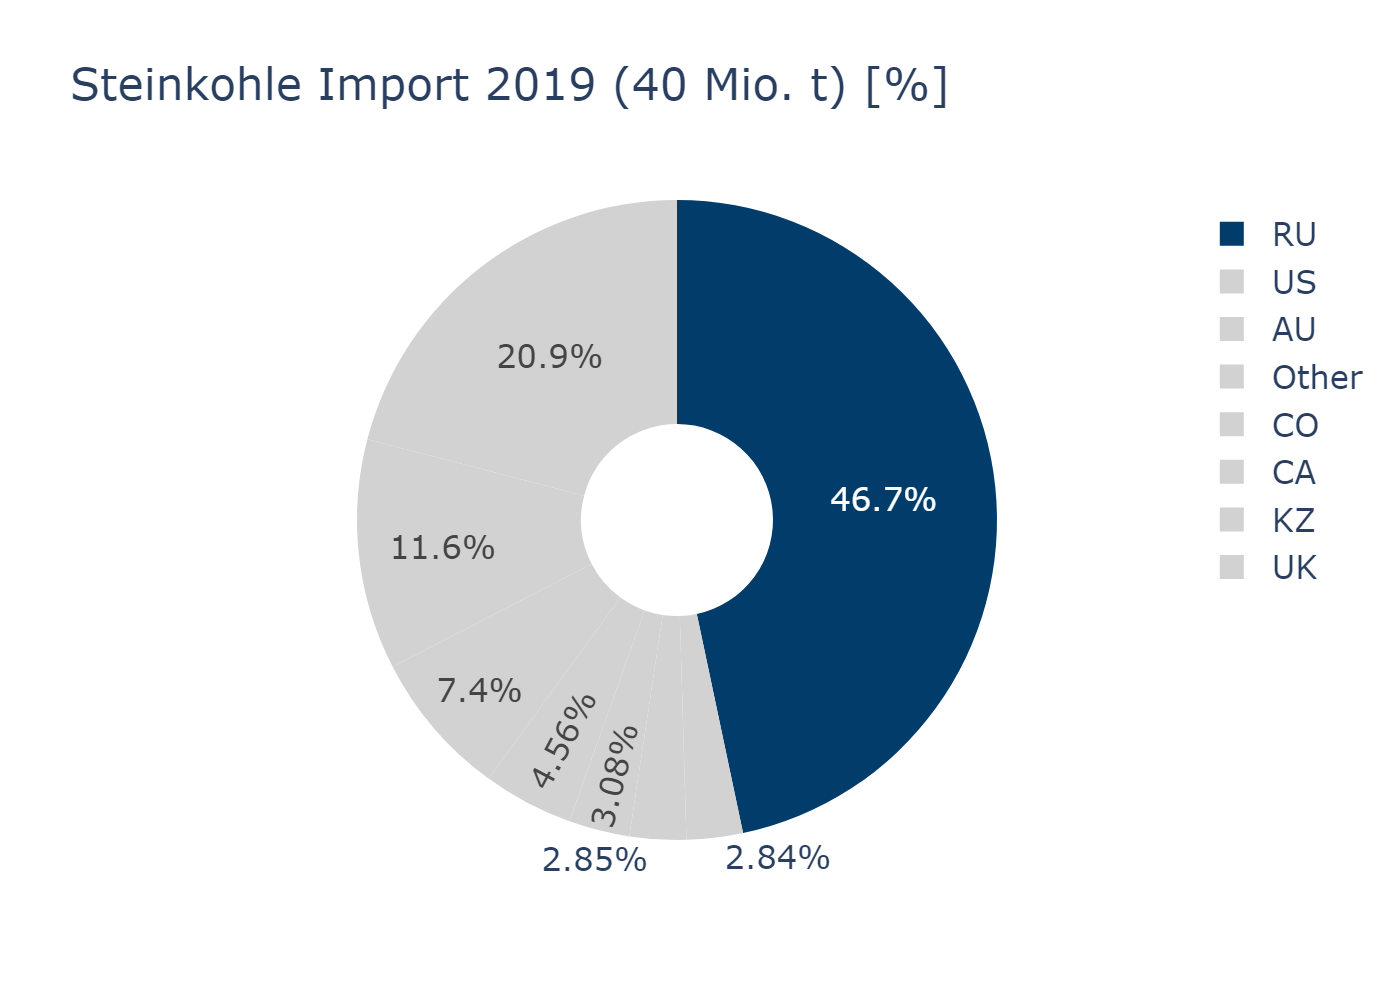 Steinkohle Import 2019 (40 Mio. t) [%]
20.9%
46.7%
11.6%
7.4%
4.56%
3.08%
2.85%
2.84%
RU
US
AU
Other
CO
CA
KZ
UK